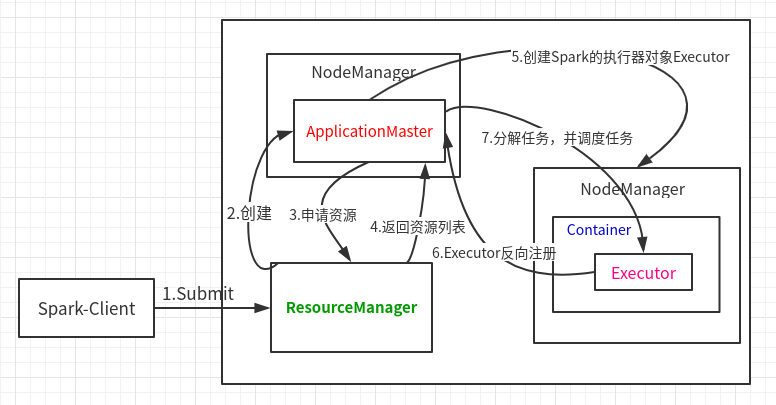 5.创建Spark的执行器对象Executor
NodeManager
ApplicationMaster
7.分解任务，并调度任务
NodeManager
2.创建
3.申请资源
4.返回资源列表
Container
6.Executor反向注册
Executor
1.Submit
Spark-Client
ResourceManager